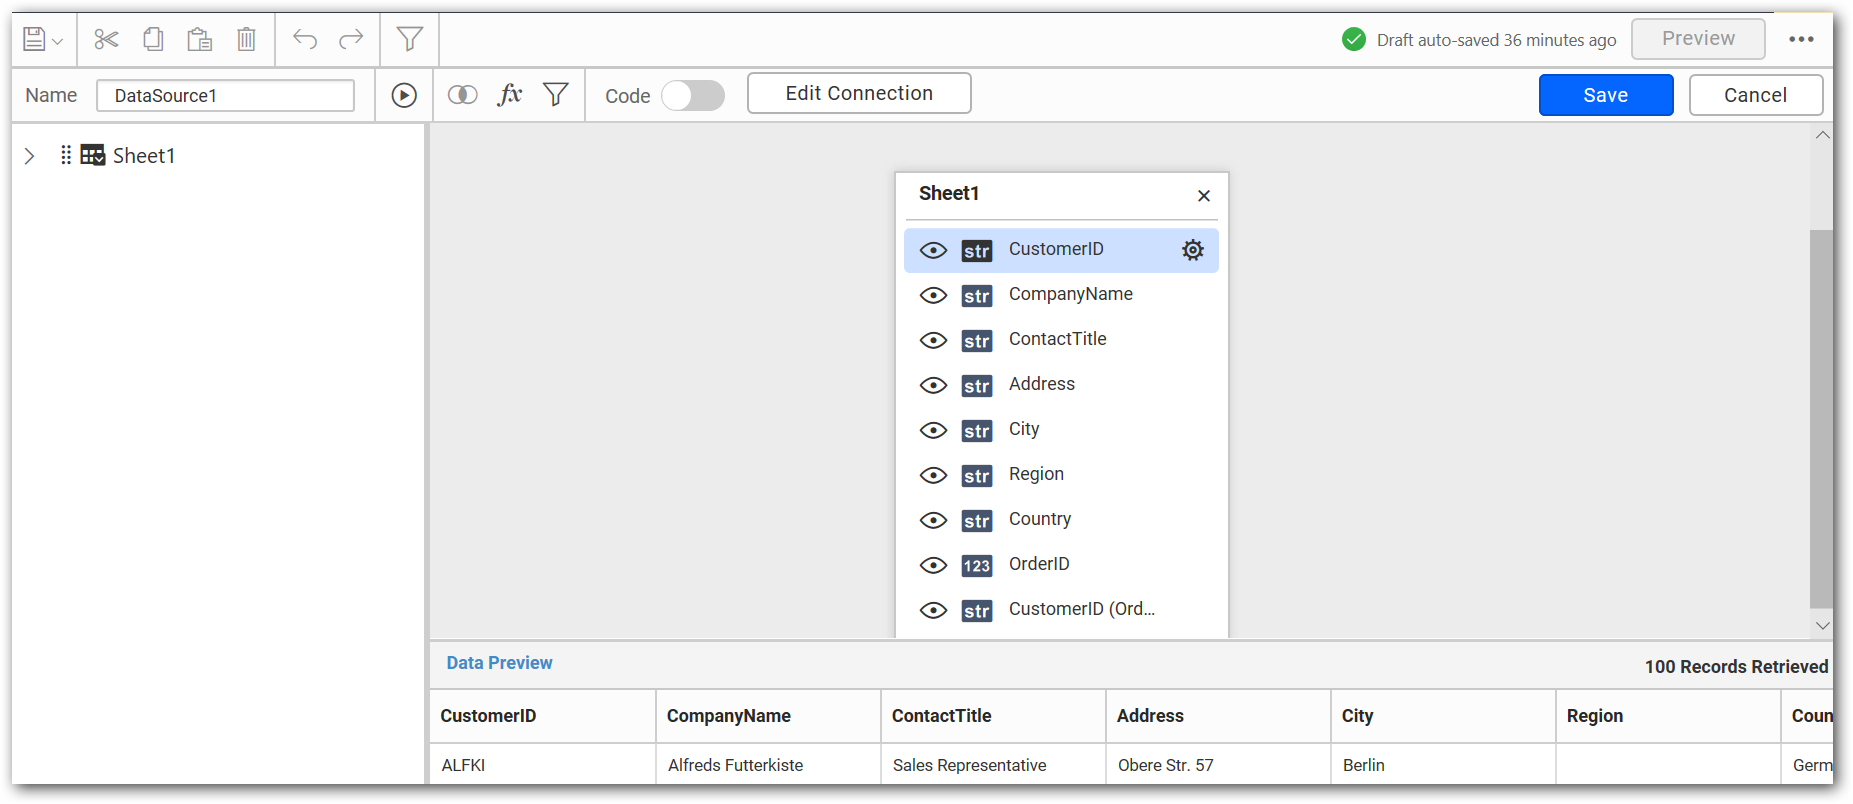 Draft auto-saved 36 minutes ago Preview
Name DataSource1 fx Code Edit Connection Save Cancel
Sheet1
Sheet1
str CustomerID
str CompanyName
str ContactTitle
str Address
str City
str Region
str Country
123 OrderID
str CustomerID (Ord...
Data Preview 100 Records Retrieved
CustomerID CompanyName ContactTitle Address City Region Coun
ALFKI Alfreds Futterkiste Sales Representative Obere Str. 57 Berlin Germ